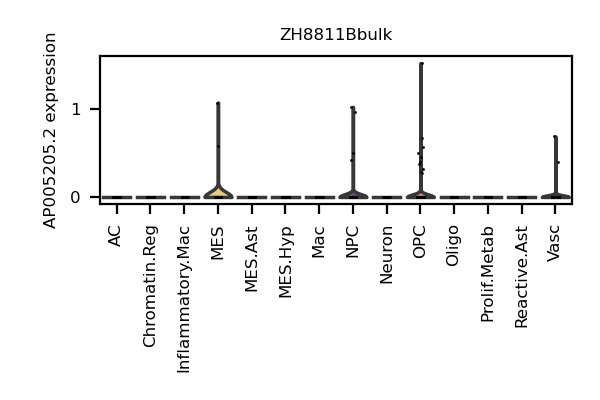 ZH8811Bbulk
AP005205.2 expression
1
0
AC
Chromatin.Reg
Inflammatory.Mac
MES
MES.Ast
MES.Hyp
Mac
NPC
Neuron
OPC
Oligo
Prolif.Metab
Reactive.Ast
Vasc